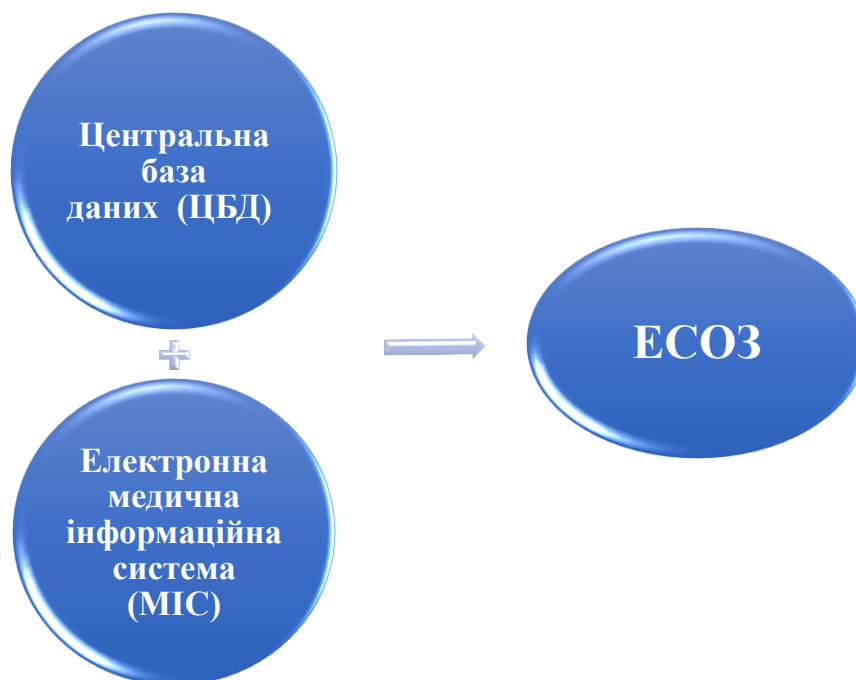 Центральна
база
даних (ЦБД)
Електронна
медична
інформаційна
система
(МІС)
ЕСОЗ